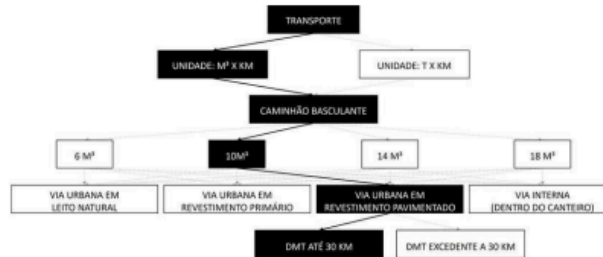 TRANSPORTE
UNIDADE: M³ X KM
UNIDADE: T X KM
CAMINHÃO BASCULANTE
6 M³
10M³
14 M³
18 M³
VIA URBANA EM
LEITO NATURAL
VIA URBANA EM
REVESTIMENTO PRIMÁRIO
VIA URBANA EM
REVESTIMENTO PAVIMENTADO
VIA INTERNA
(DENTRO DO CANTEIRO)
DMT ATÉ 30 KM
DMT EXCEDENTE A 30 KM